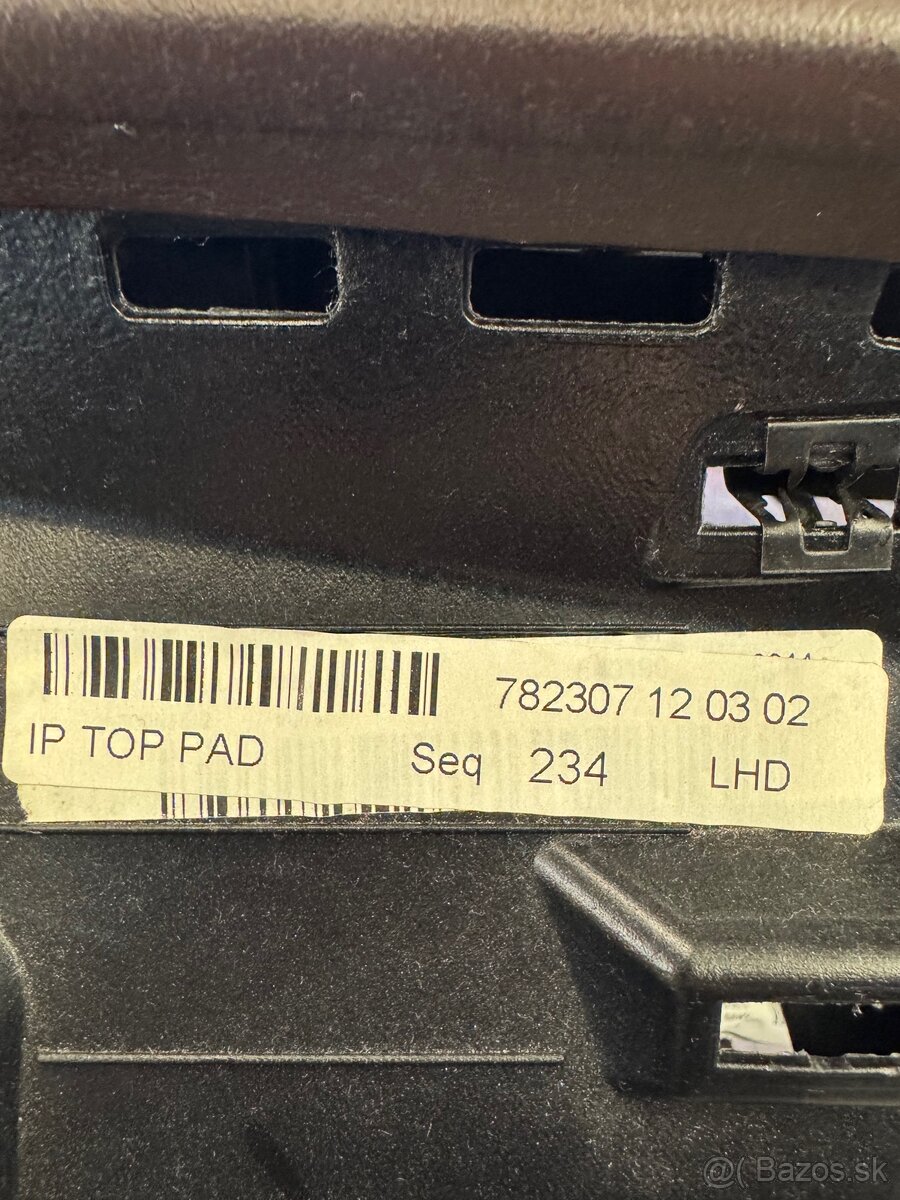 782307 12 03 02
IP TOP PAD Seq 234 LHD
@( Bazos.sk